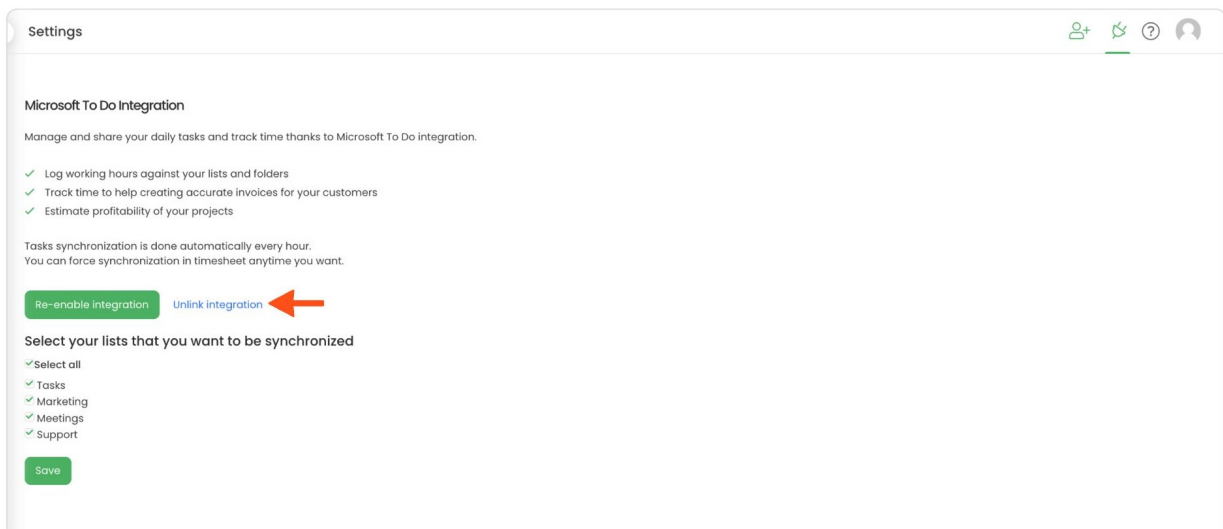 Settings
Microsoft To Do Integration
Manage and share your daily tasks and track time thanks to Microsoft To Do integration.
Log working hours against your lists and folders
Track time to help creating accurate invoices for your customers
Estimate profitability of your projects
Tasks synchronization is done automatically every hour.
You can force synchronization in timesheet anytime you want.
Re-enable integration Unlink integration
Select your lists that you want to be synchronized
Select all
Tasks
Marketing
Meetings
Support
Save